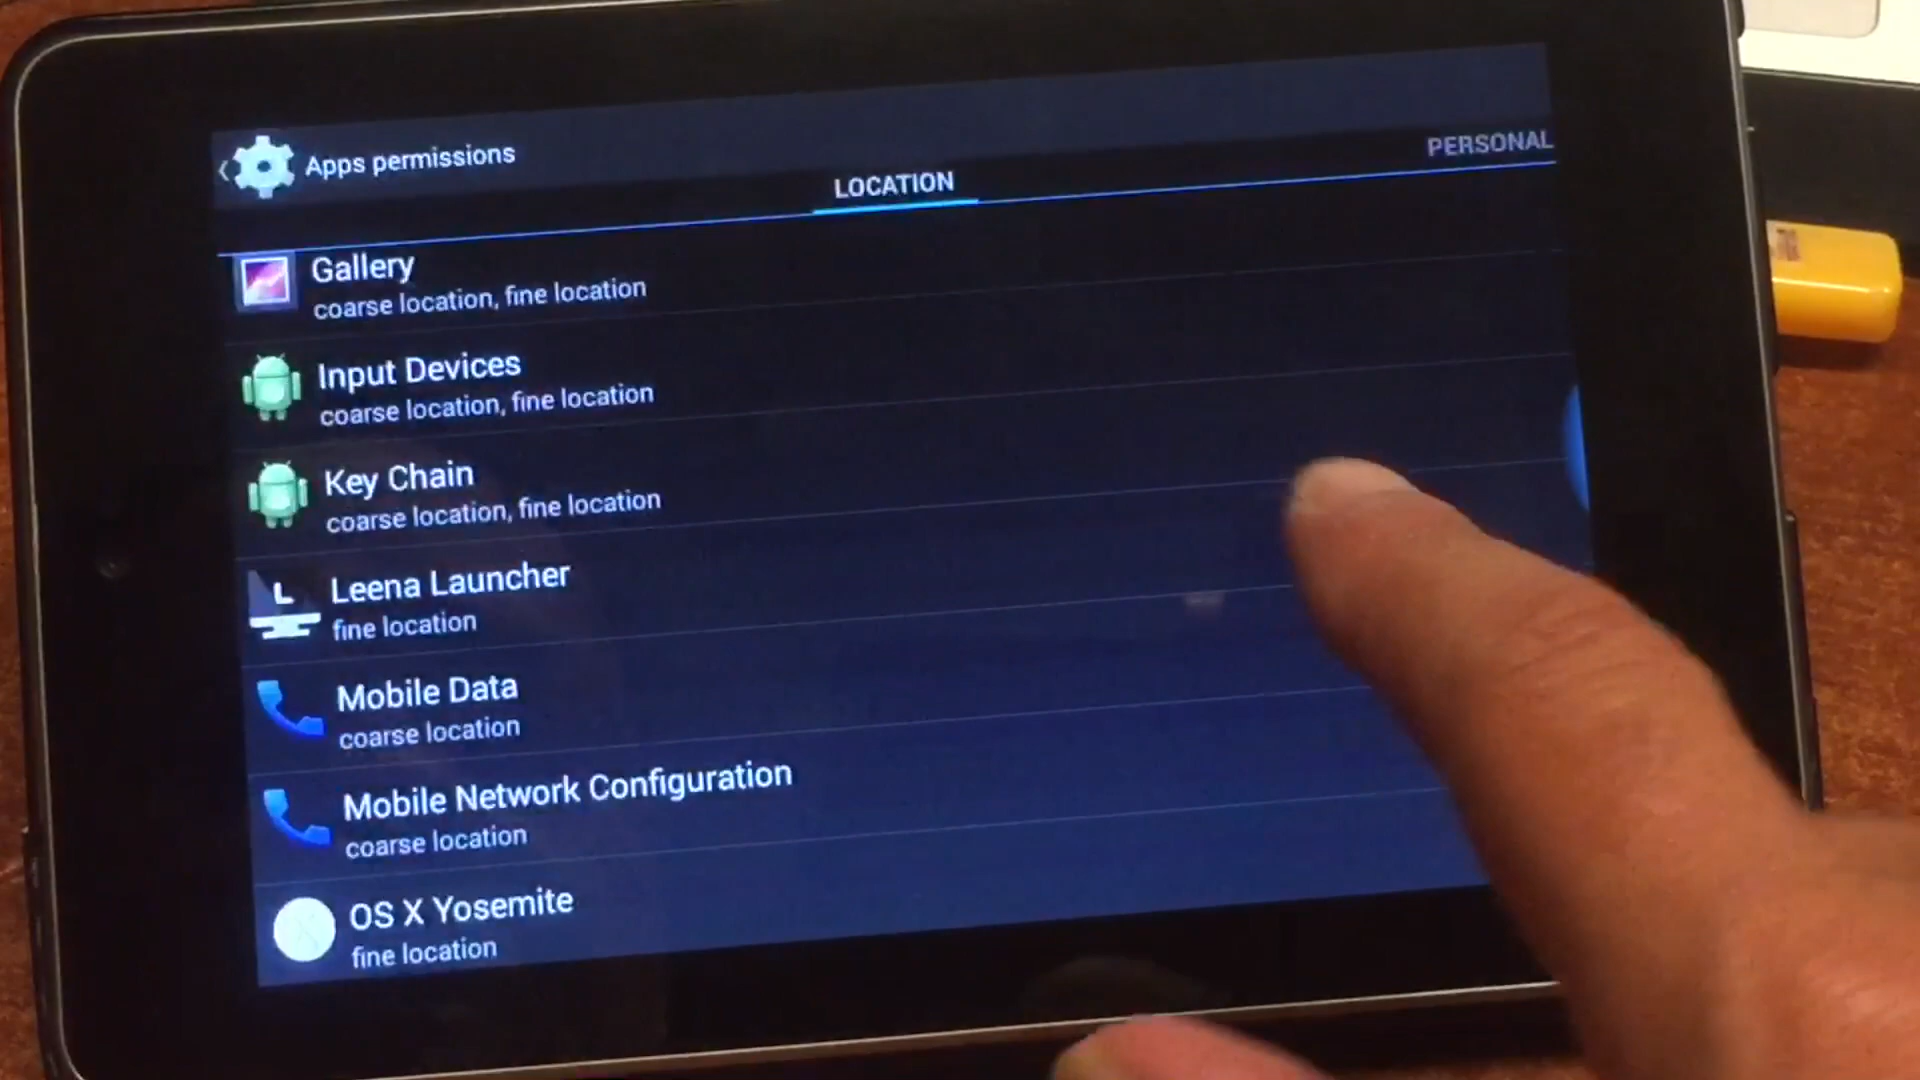 Apps permissions
LOCATION
PERSONAL
Gallery
coarse location, fine location
Input Devices
coarse location, fine location
Key Chain
coarse location, fine location
L
Leena Launcher
fine location
Mobile Data
coarse location
Mobile Network Configuration
coarse location
OS X Yosemite
fine location